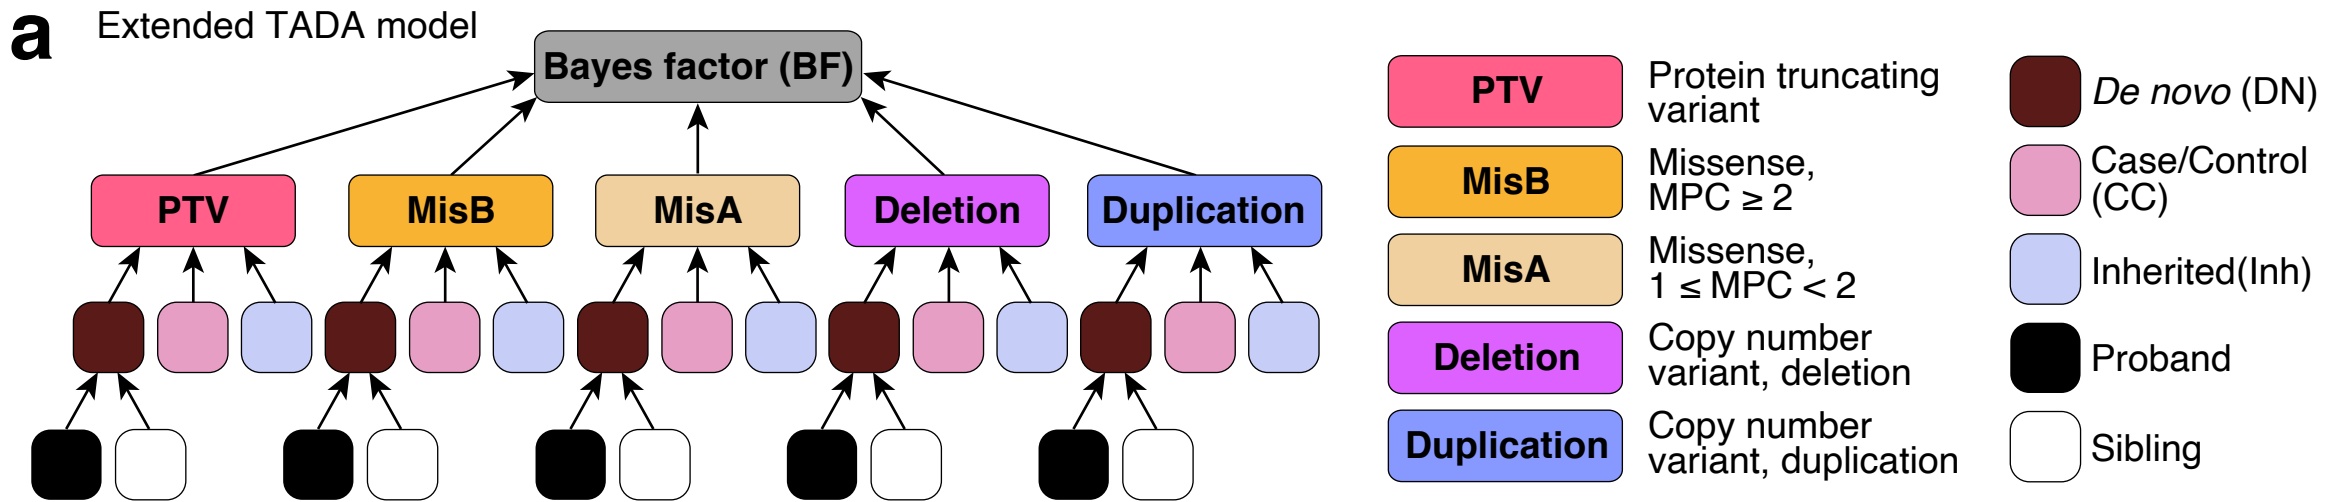 a Extended TADA model
Bayes factor (BF)
PTV MisB MisA Deletion Duplication
PTV Protein truncating
variant
MisB Missense,
MPC ≥ 2
MisA Missense,
1 ≤ MPC < 2
Deletion Copy number
variant, deletion
Duplication Copy number
variant, duplication
De novo (DN)
Case/Control
(CC)
Inherited(Inh)
Proband
Sibling